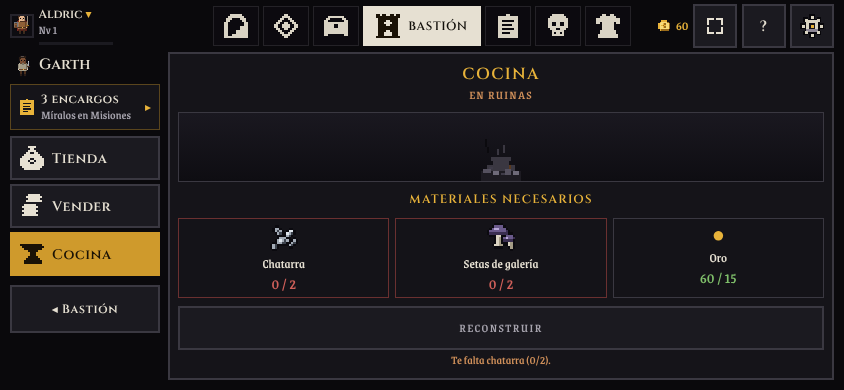 ALDRIC ▾
Nv 1
BASTIÓN
60
?
GARTH
3 ENCARGOS
Míralos en Misiones
▸
TIENDA
VENDER
COCINA
◂ BASTIÓN
COCINA
EN RUINAS
MATERIALES NECESARIOS
Chatarra
0 / 2
Setas de galería
0 / 2
Oro
60 / 15
RECONSTRUIR
Te falta chatarra (0/2).